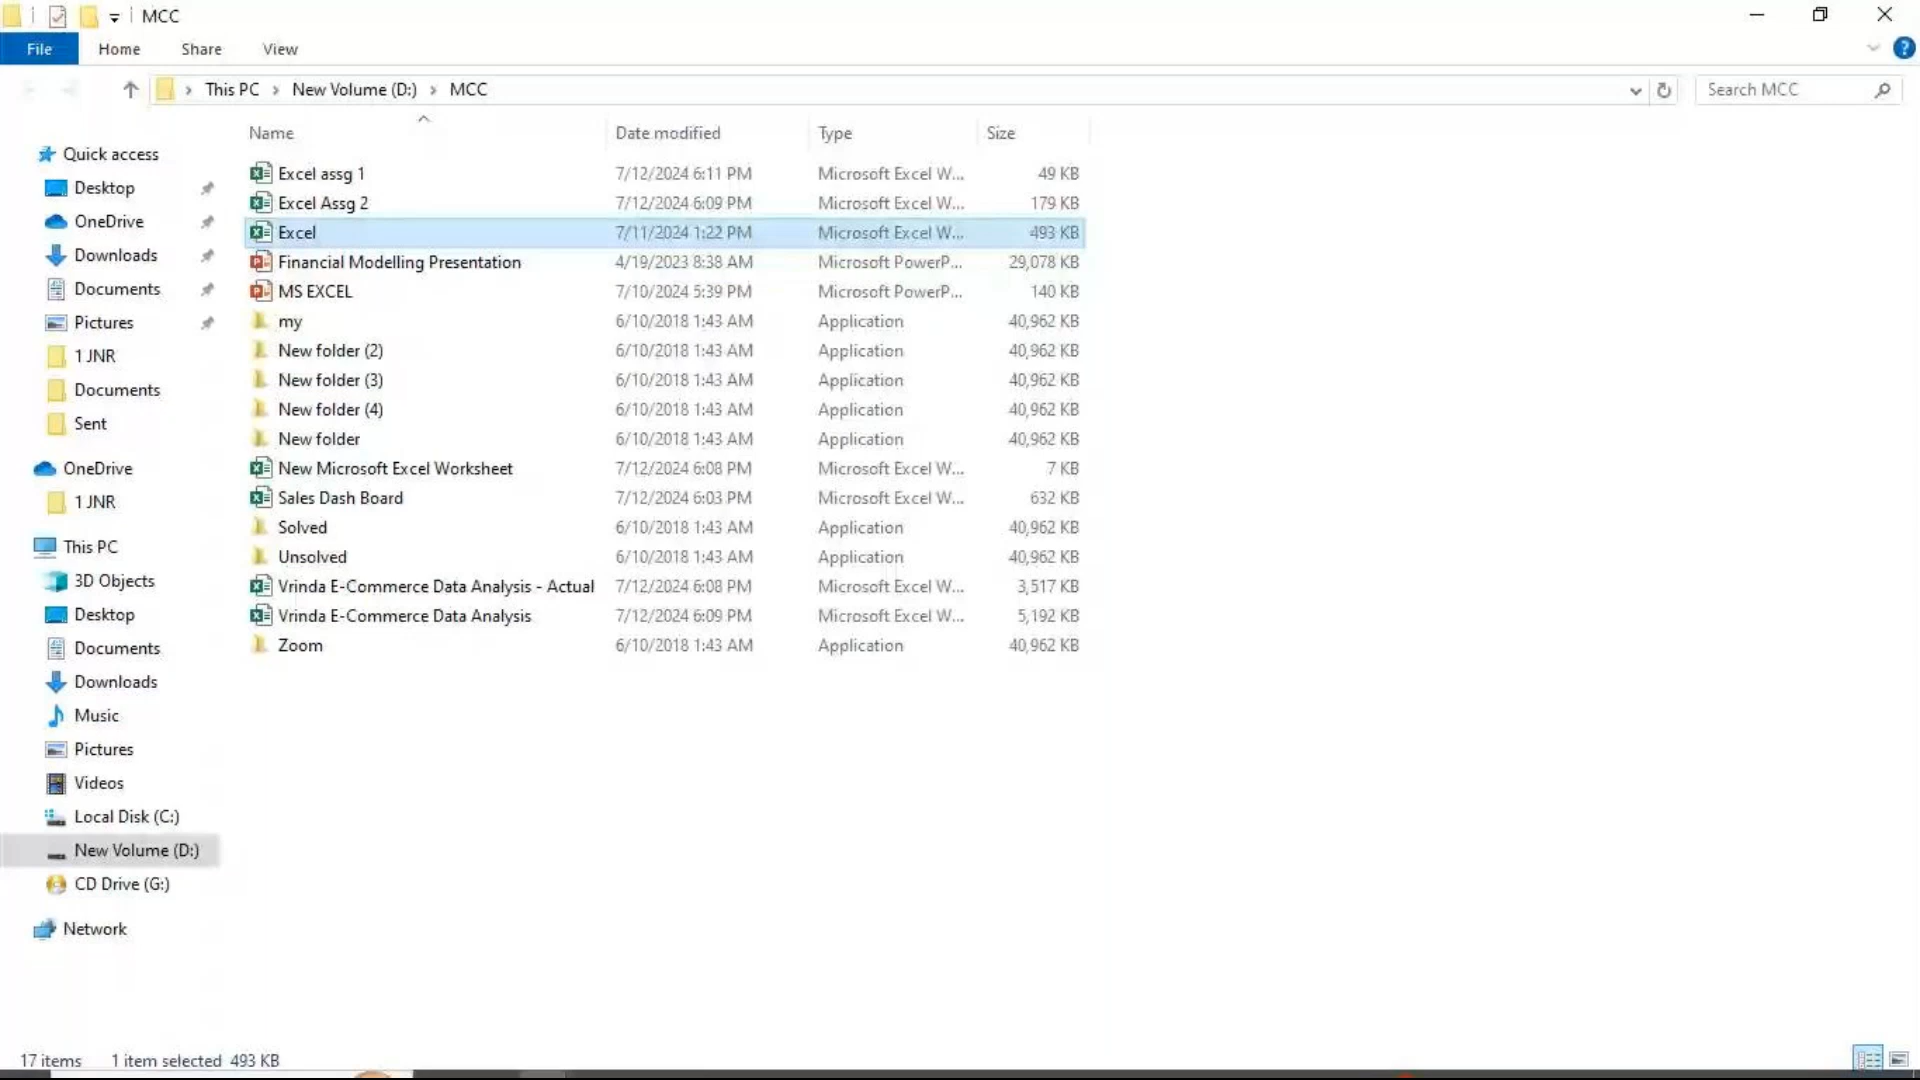 MCC
File Home Share View
This PC > New Volume (D:) > MCC
Search MCC
Name Date modified Type Size
Quick access
Desktop
OneDrive
Downloads
Documents
Pictures
1 JNR
Documents
Sent
OneDrive
1 JNR
This PC
3D Objects
Desktop
Documents
Downloads
Music
Pictures
Videos
Local Disk (C:)
New Volume (D:)
CD Drive (G:)
Network
Excel assg 1 7/12/2024 6:11 PM Microsoft Excel W... 49 KB
Excel Assg 2 7/12/2024 6:09 PM Microsoft Excel W... 179 KB
Excel 7/11/2024 1:22 PM Microsoft Excel W... 493 KB
Financial Modelling Presentation 4/19/2023 8:38 AM Microsoft PowerP... 29,078 KB
MS EXCEL 7/10/2024 5:39 PM Microsoft PowerP... 140 KB
my 6/10/2018 1:43 AM Application 40,962 KB
New folder (2) 6/10/2018 1:43 AM Application 40,962 KB
New folder (3) 6/10/2018 1:43 AM Application 40,962 KB
New folder (4) 6/10/2018 1:43 AM Application 40,962 KB
New folder 6/10/2018 1:43 AM Application 40,962 KB
New Microsoft Excel Worksheet 7/12/2024 6:08 PM Microsoft Excel W... 7 KB
Sales Dash Board 7/12/2024 6:03 PM Microsoft Excel W... 632 KB
Solved 6/10/2018 1:43 AM Application 40,962 KB
Unsolved 6/10/2018 1:43 AM Application 40,962 KB
Vrinda E-Commerce Data Analysis - Actual 7/12/2024 6:08 PM Microsoft Excel W... 3,517 KB
Vrinda E-Commerce Data Analysis 7/12/2024 6:09 PM Microsoft Excel W... 5,192 KB
Zoom 6/10/2018 1:43 AM Application 40,962 KB
17 items 1 item selected 493 KB